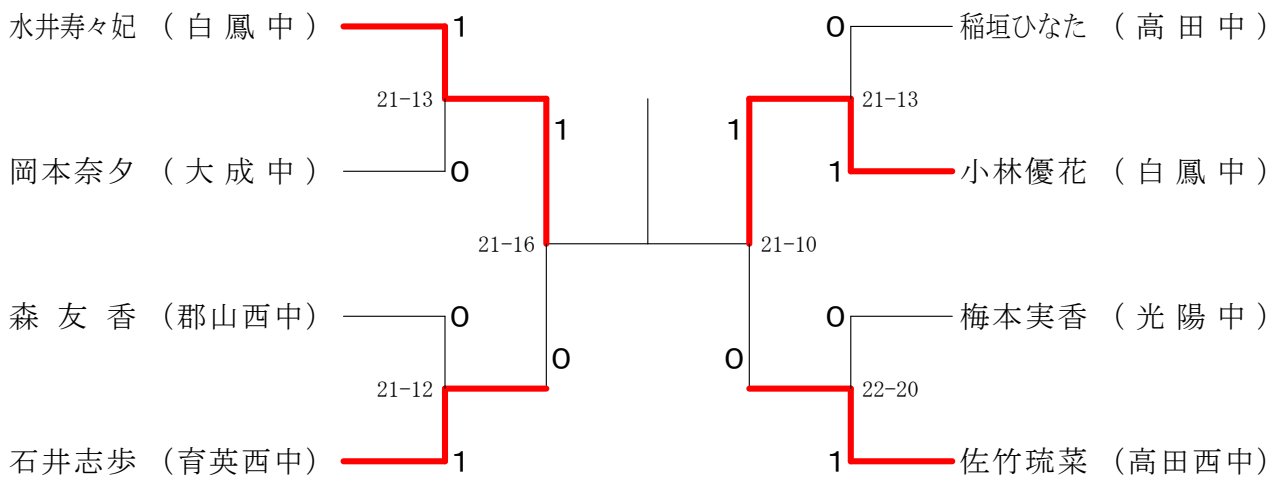 水井寿々妃 （ 白 鳳 中 ） 1 0 稲垣ひなた （ 高 田 中 ）
21-13 21-13
1 1
岡本奈夕 （ 大 成 中 ） 0 1 小林優花 （ 白 鳳 中 ）
21-16 21-10
森 友 香 （郡山西中） 0 0 梅本実香 （ 光 陽 中 ）
0 0
21-12 22-20
石井志歩 （育英西中） 1 1 佐竹琉菜 （高田西中）